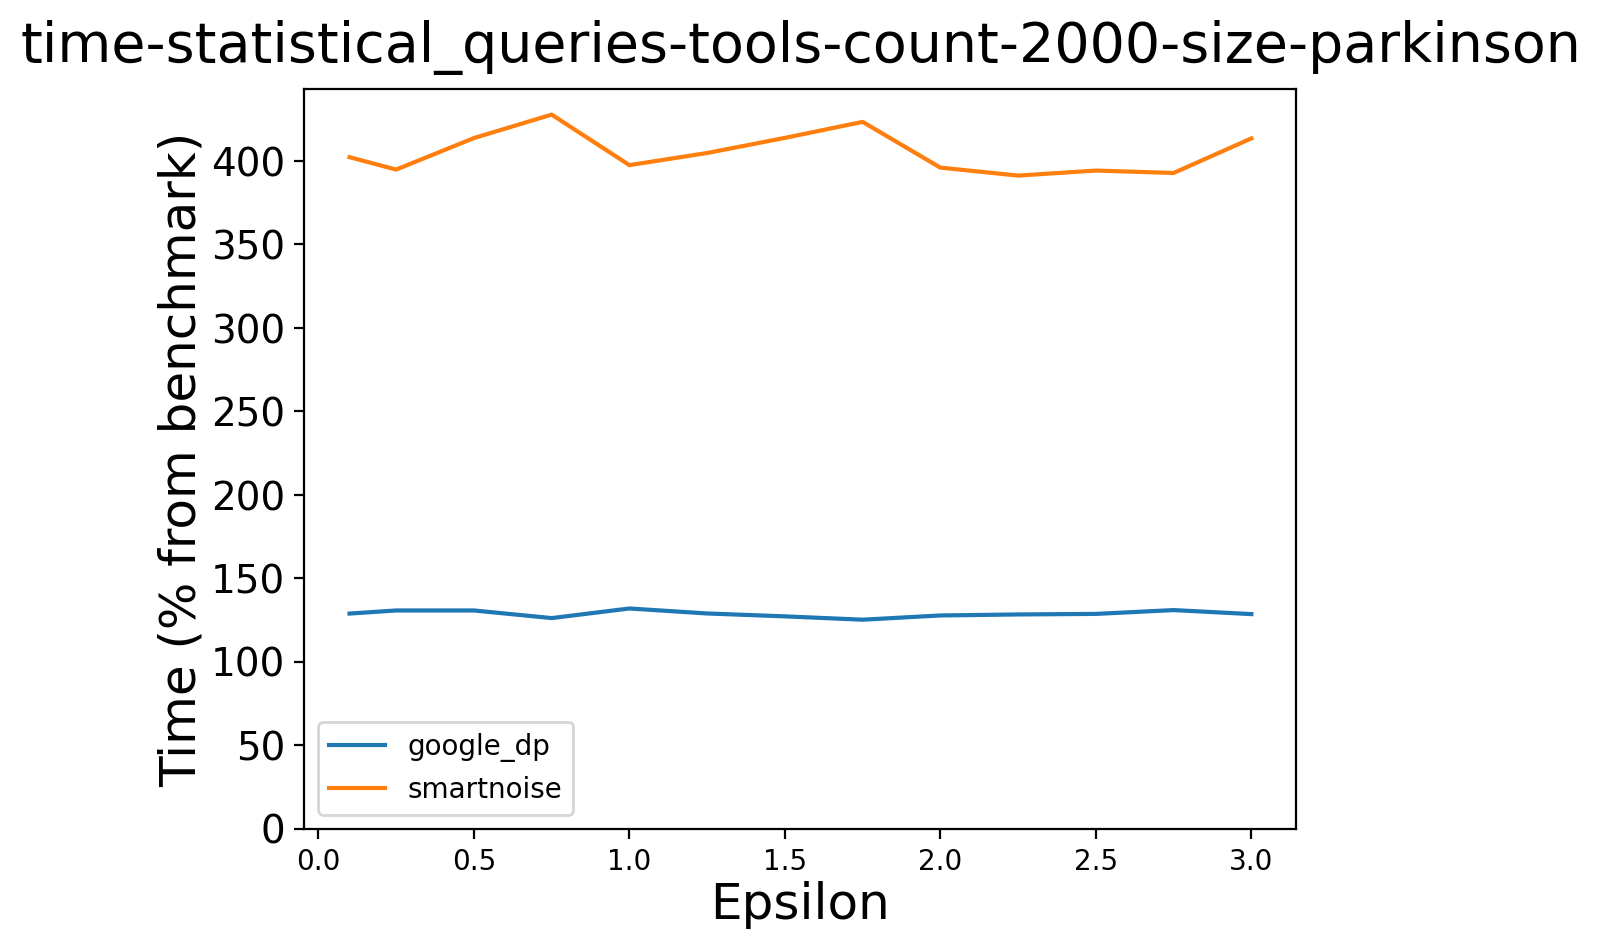 time-statistical_queries-tools-count-2000-size-parkinson
Time (% from benchmark)
400
350
300
250
200
150
100
50
0
google_dp
smartnoise
0.0 0.5 1.0 1.5 2.0 2.5 3.0
Epsilon